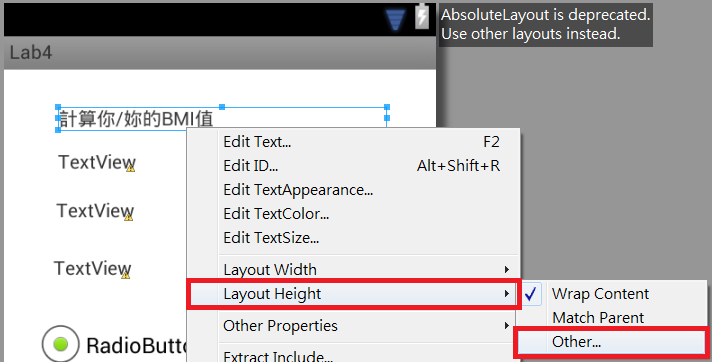 AbsoluteLayout is deprecated.
Use other layouts instead.
Lab4
計算你/妳的BMI值
TextView
TextView
TextView
RadioButto
Edit Text... F2
Edit ID... Alt+Shift+R
Edit TextAppearance...
Edit TextColor...
Edit TextSize...
Layout Width
Layout Height
Other Properties
Extract Include...
Wrap Content
Match Parent
Other...